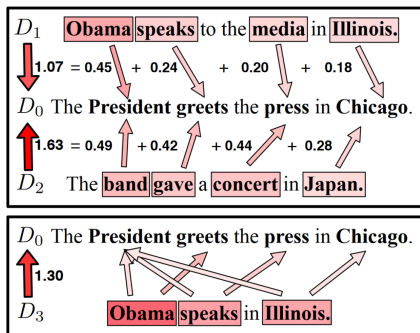 D1 Obama speaks to the media in Illinois.
1.07 = 0.45 + 0.24 + 0.20 + 0.18
D0 The President greets the press in Chicago.
1.63 = 0.49 + 0.42 + 0.44 + 0.28
D2 The band gave a concert in Japan.
D0 The President greets the press in Chicago.
1.30
D3 Obama speaks in Illinois.